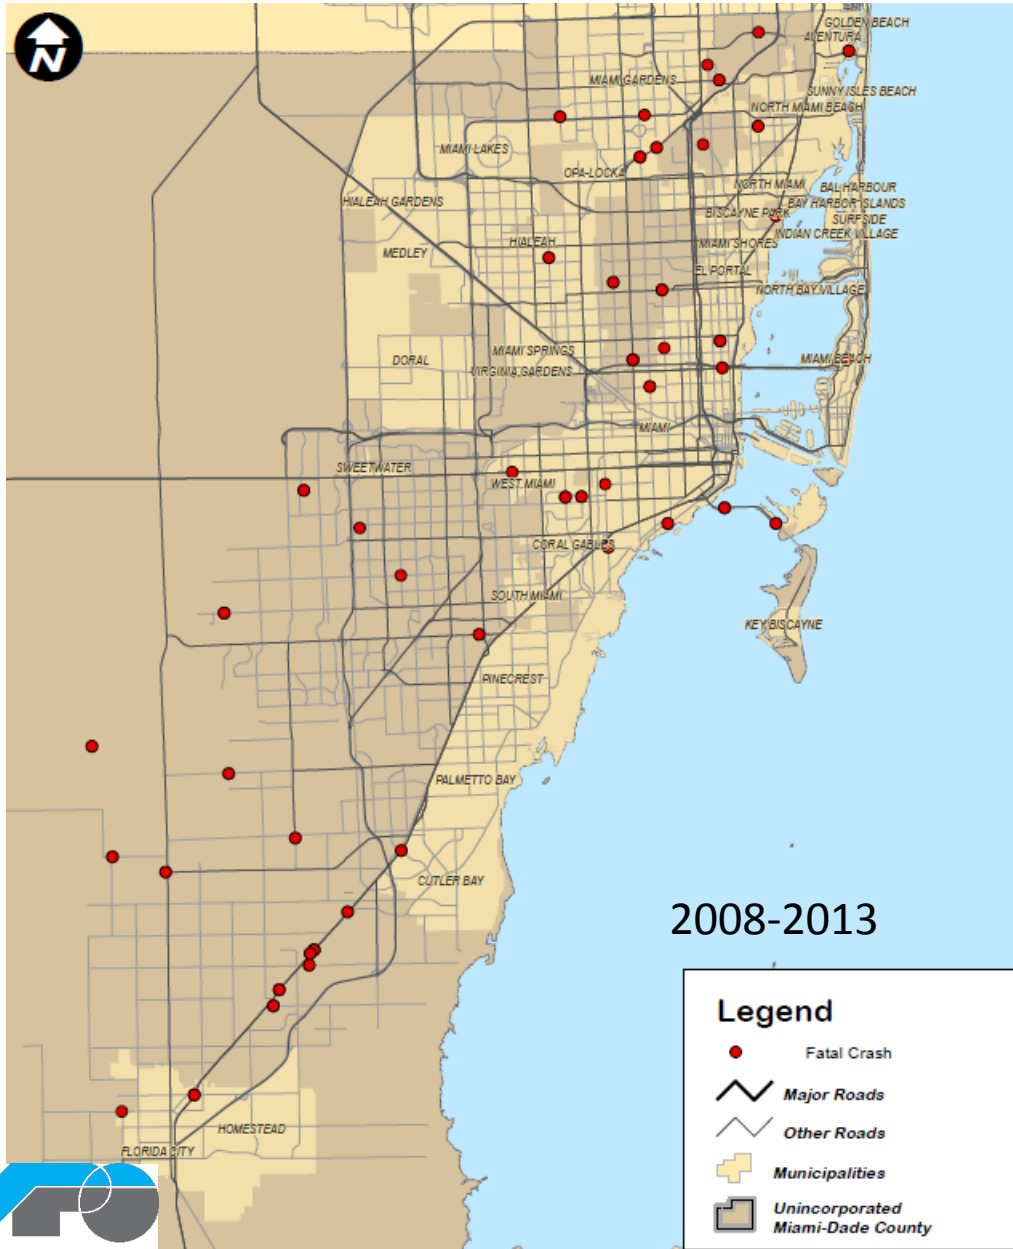 N
GOLDEN BEACH
AVENTURA
MIAMI GARDENS
SUNNY ISLES BEACH
NORTH MIAMI BEACH
MIAMI LAKES
OPA-LOCKA
NORTH MIAMI
BAL HARBOUR
HIALEAH GARDENS
BAY HARBOR ISLANDS
BISCAYNE PARK
SURFSIDE
INDIAN CREEK VILLAGE
HIALEAH
MIAMI SHORES
MEDLEY
EL PORTAL
NORTH BAY VILLAGE
MIAMI SPRINGS
DORAL
MIAMI BEACH
VIRGINIA GARDENS
MIAMI
SWEETWATER
WEST MIAMI
CORAL GABLES
SOUTH MIAMI
KEY BISCAYNE
PINECREST
PALMETTO BAY
CUTLER BAY
2008-2013
Legend
Fatal Crash
Major Roads
Other Roads
Municipalities
Unincorporated
Miami-Dade County
HOMESTEAD
FLORIDA CITY